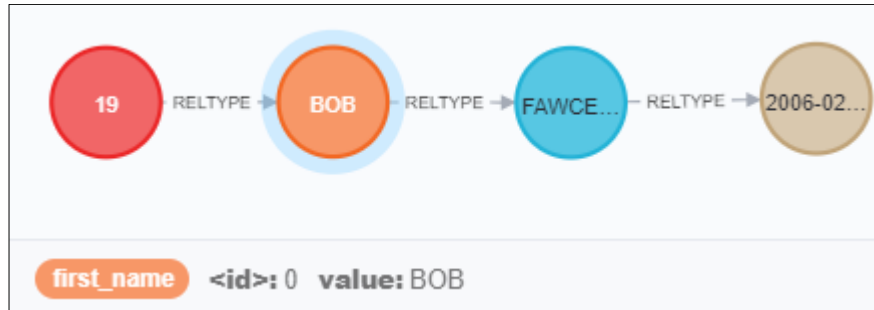 19 RELTYPE BOB RELTYPE FAWCE... RELTYPE 2006-02...
first_name <id>: 0 value: BOB